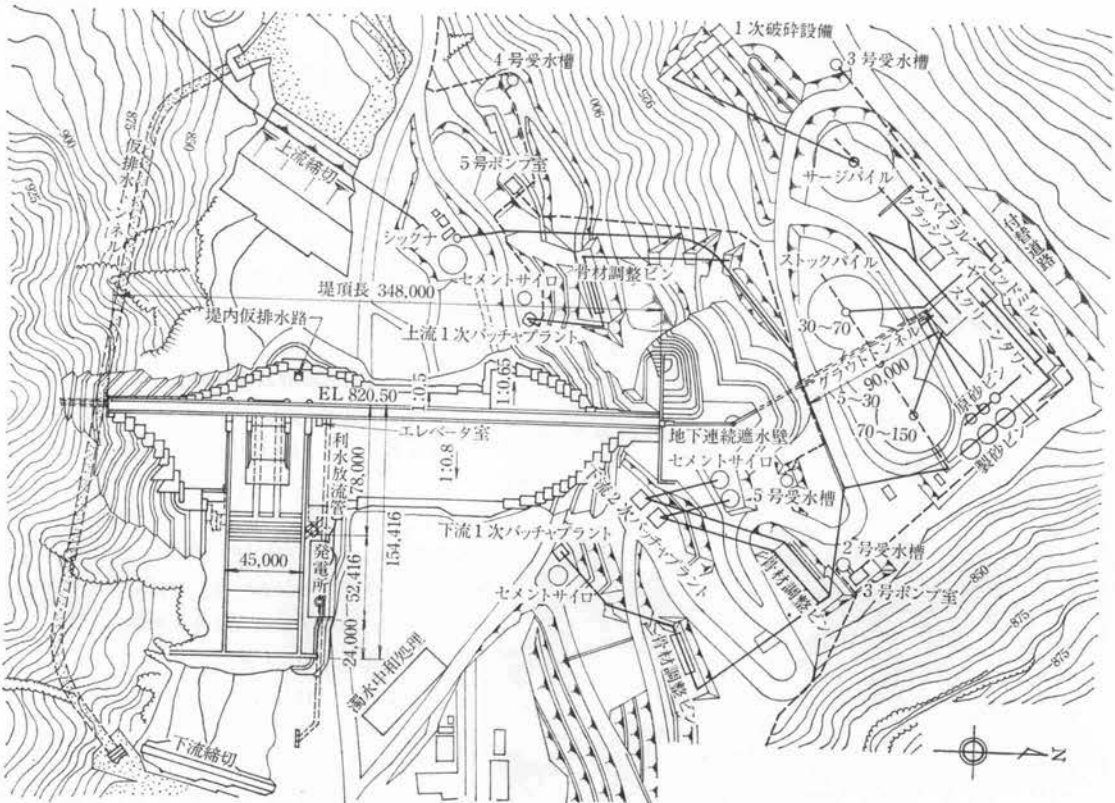 1次破砕設備
3号受水槽
4号受水槽
925
900
900
875
仮排水トンネル
850
上流締切
5号ポンプ室
サージパイル
スパイラル
クラッシファイヤ
ロッドミル
スクリーンタワ
925
シックナ
セメントサイロ
骨材調整ビン
ストックパイル
堤頂長 348,000
堤内仮排水路
上流1次バッチャプラント
30～70
グラウトトンネル
90,000
5～30
70～150
原砂ビン
製砂ビン
EL 820.50
1:0.15
1:0.65
エレベータ室
利水放流管
78,000
1:0.8
地下連続遮水壁
セメントサイロ
5号受水槽
下流2次バッチャプラント
下流1次バッチャプラント
154,416
45,000
発電所
52,416
24,000
セメントサイロ
骨材調整ビン
2号受水槽
3号ポンプ室
骨材調整ビン
濁水中和処理
850
875
875
下流締切
N